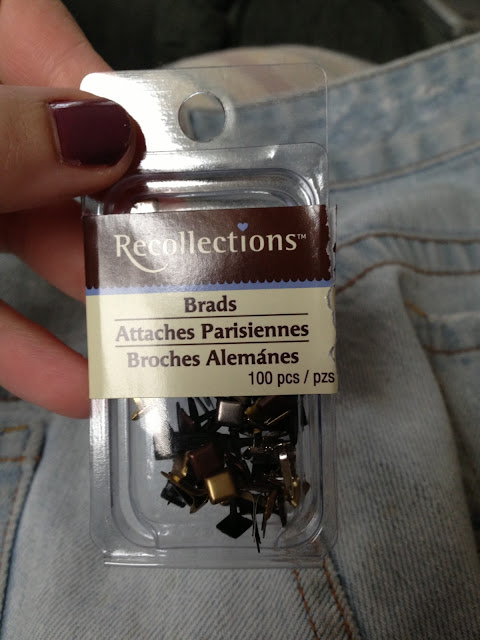 Recollections™
Brads
Attaches Parisiennes
Broches Alemánes
100 pcs / pzs